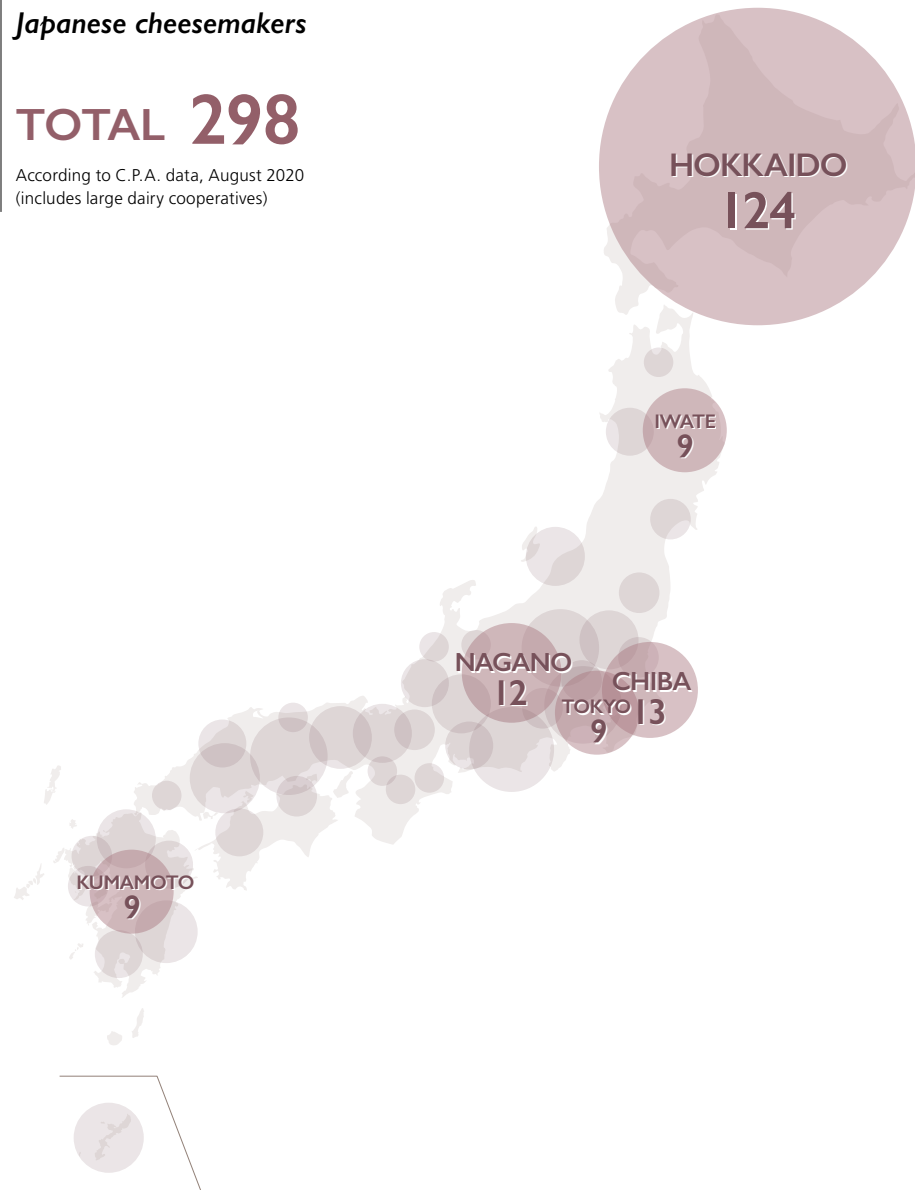 Japanese cheesemakers
TOTAL 298
According to C.P.A. data, August 2020
(includes large dairy cooperatives)
HOKKAIDO
124
IWATE
9
NAGANO
12
CHIBA
13
TOKYO
9
KUMAMOTO
9